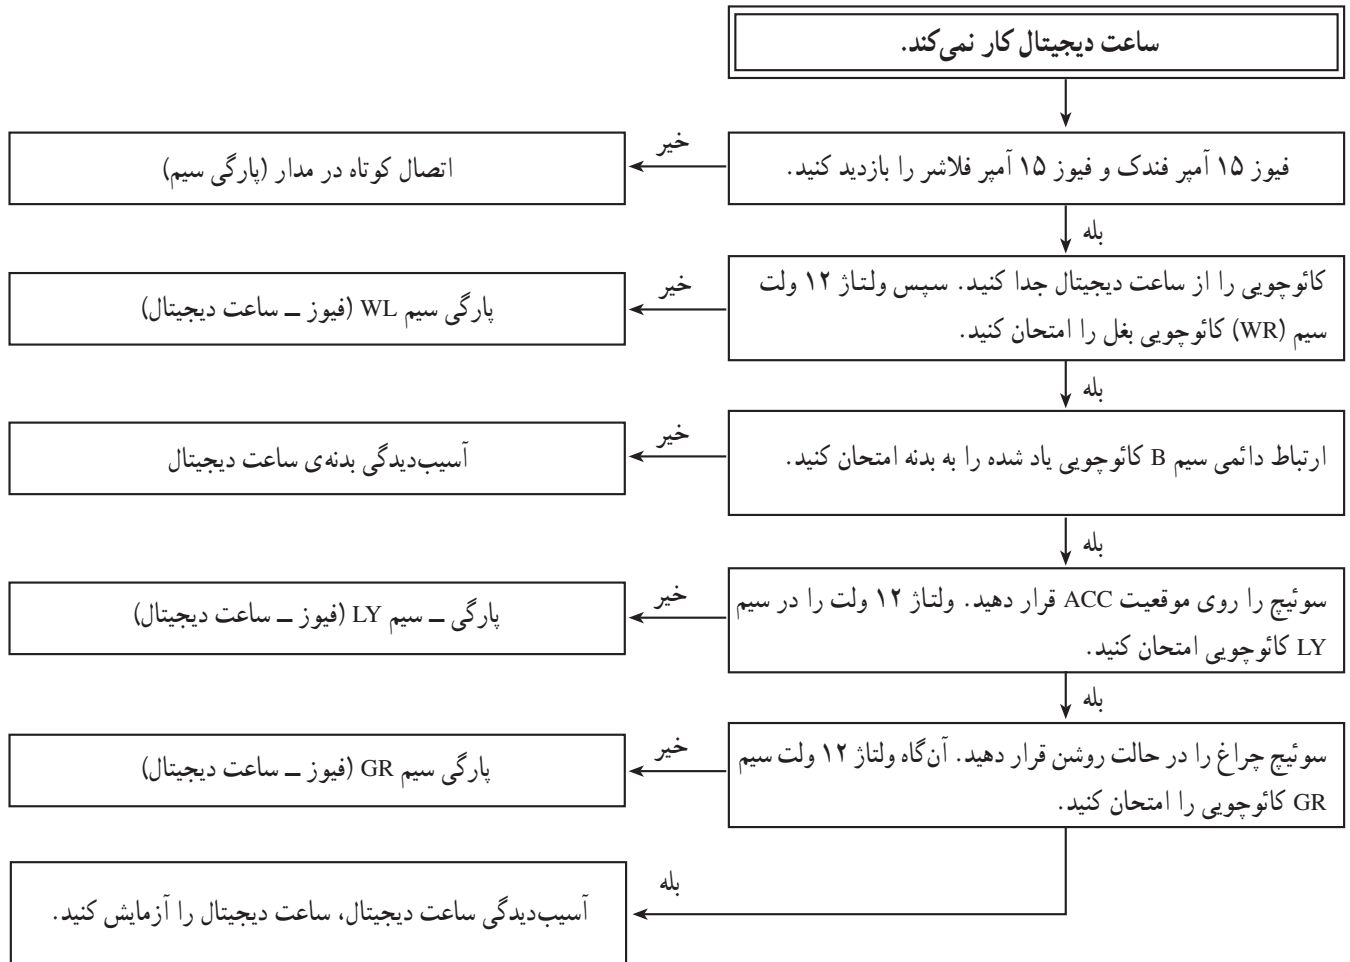 ساعت دیجیتال کار نمی‌کند.
فیوز ۱۵ آمپر فندک و فیوز ۱۵ آمپر فلاشر را بازدید کنید.
خیر
اتصال کوتاه در مدار (پارگی سیم)
بله
کائوچویی را از ساعت دیجیتال جدا کنید. سپس ولتاژ ۱۲ ولت
سیم (WR) کائوچویی بغل را امتحان کنید.
خیر
پارگی سیم WL (فیوز ــ ساعت دیجیتال)
بله
ارتباط دائمی سیم B کائوچویی یاد شده را به بدنه امتحان کنید.
خیر
آسیب‌دیدگی بدنه‌ی ساعت دیجیتال
بله
سوئیچ را روی موقعیت ACC قرار دهید. ولتاژ ۱۲ ولت را در سیم
LY کائوچویی امتحان کنید.
خیر
پارگی ــ سیم LY (فیوز ــ ساعت دیجیتال)
بله
سوئیچ چراغ را در حالت روشن قرار دهید. آن‌گاه ولتاژ ۱۲ ولت سیم
GR کائوچویی را امتحان کنید.
خیر
پارگی سیم GR (فیوز ــ ساعت دیجیتال)
بله
آسیب‌دیدگی ساعت دیجیتال، ساعت دیجیتال را آزمایش کنید.